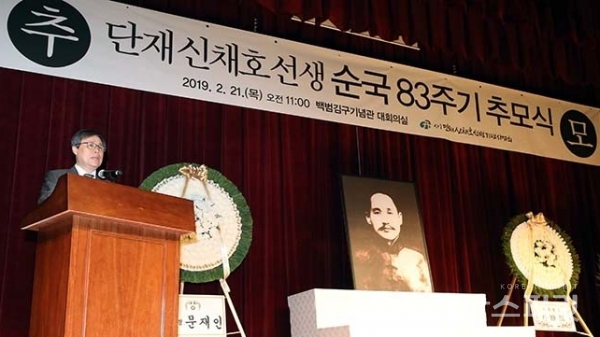 추
단재 신채호 선생 순국 83주기 추모식
모
2019. 2. 21.(목) 오전 11:00 백범김구기념관 대회의실
문재인